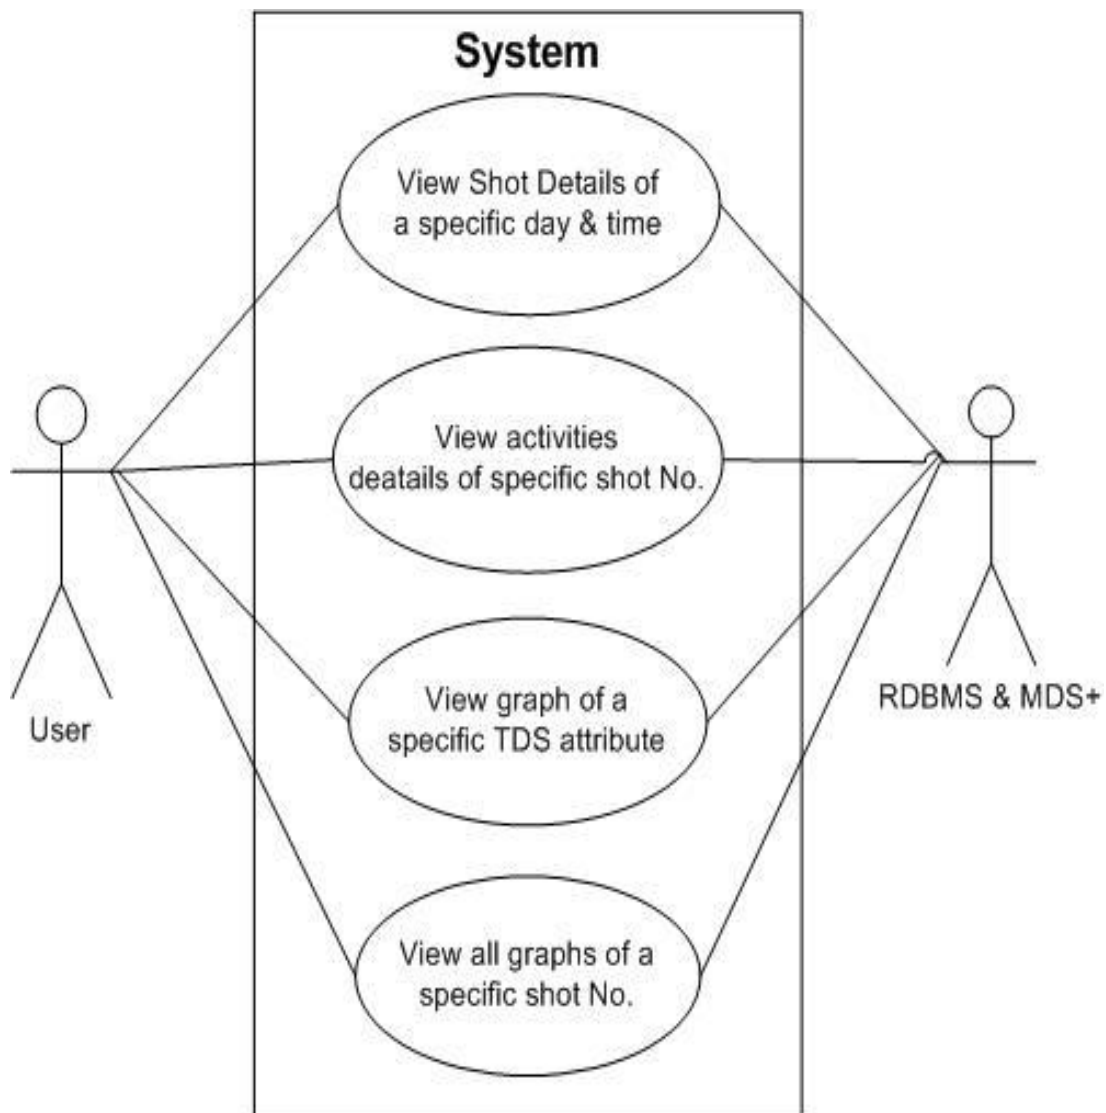 System
View Shot Details of
a specific day & time
View activities
deatails of specific shot No.
View graph of a
specific TDS attribute
View all graphs of a
specific shot No.
User
RDBMS & MDS+